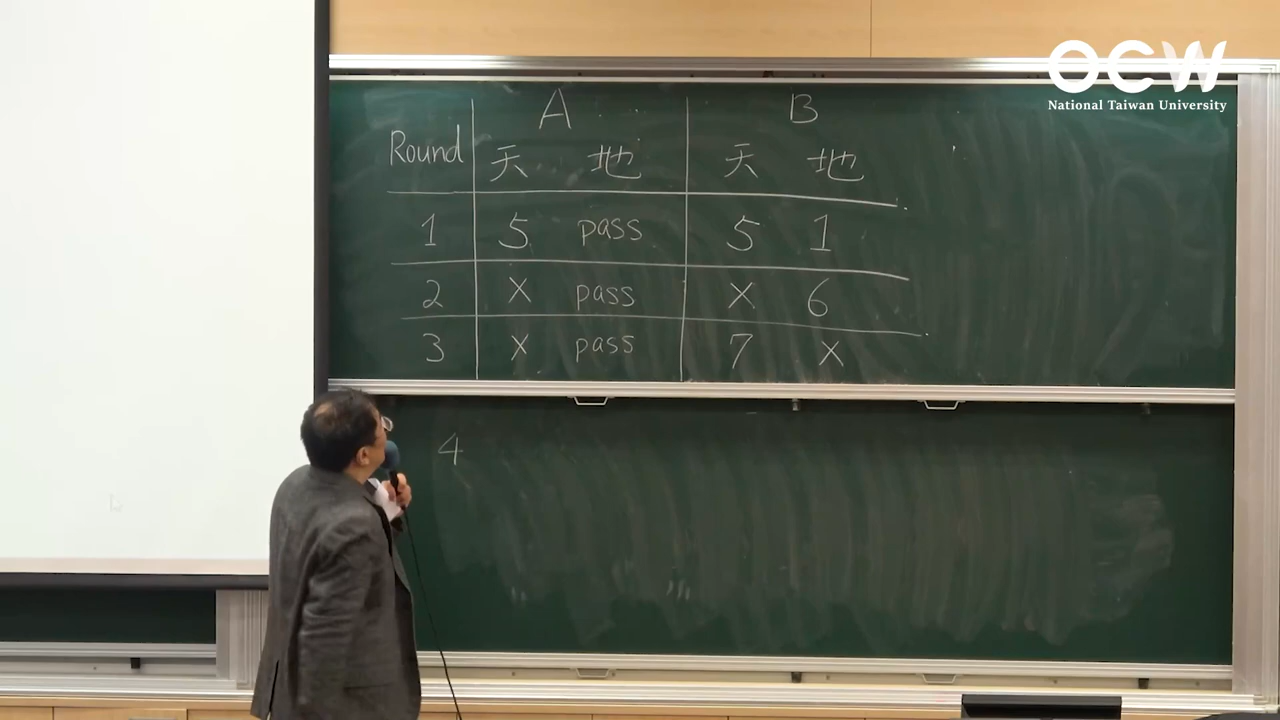 OCW
National Taiwan University
A B
Round 天 地 天 地
1 5 pass 5 1
2 X pass X 6
3 X pass 7 X
4